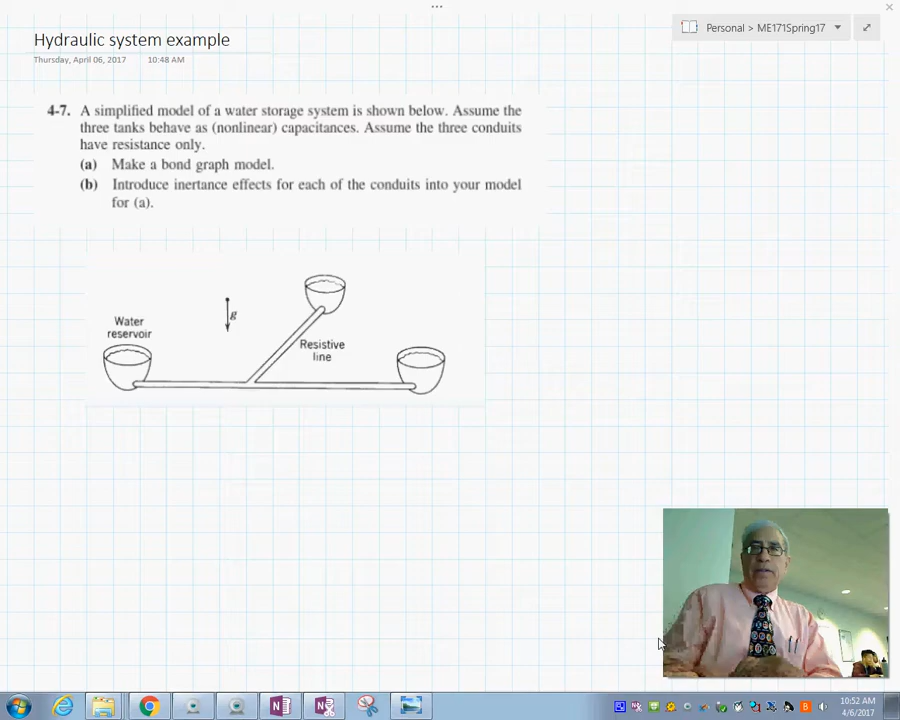 Personal > ME171Spring17
Hydraulic system example
Thursday, April 06, 2017 10:48 AM
4-7. A simplified model of a water storage system is shown below. Assume the
three tanks behave as (nonlinear) capacitances. Assume the three conduits
have resistance only.
(a) Make a bond graph model.
(b) Introduce inertance effects for each of the conduits into your model
for (a).
g
Water
reservoir
Resistive
line
10:52 AM
4/6/2017